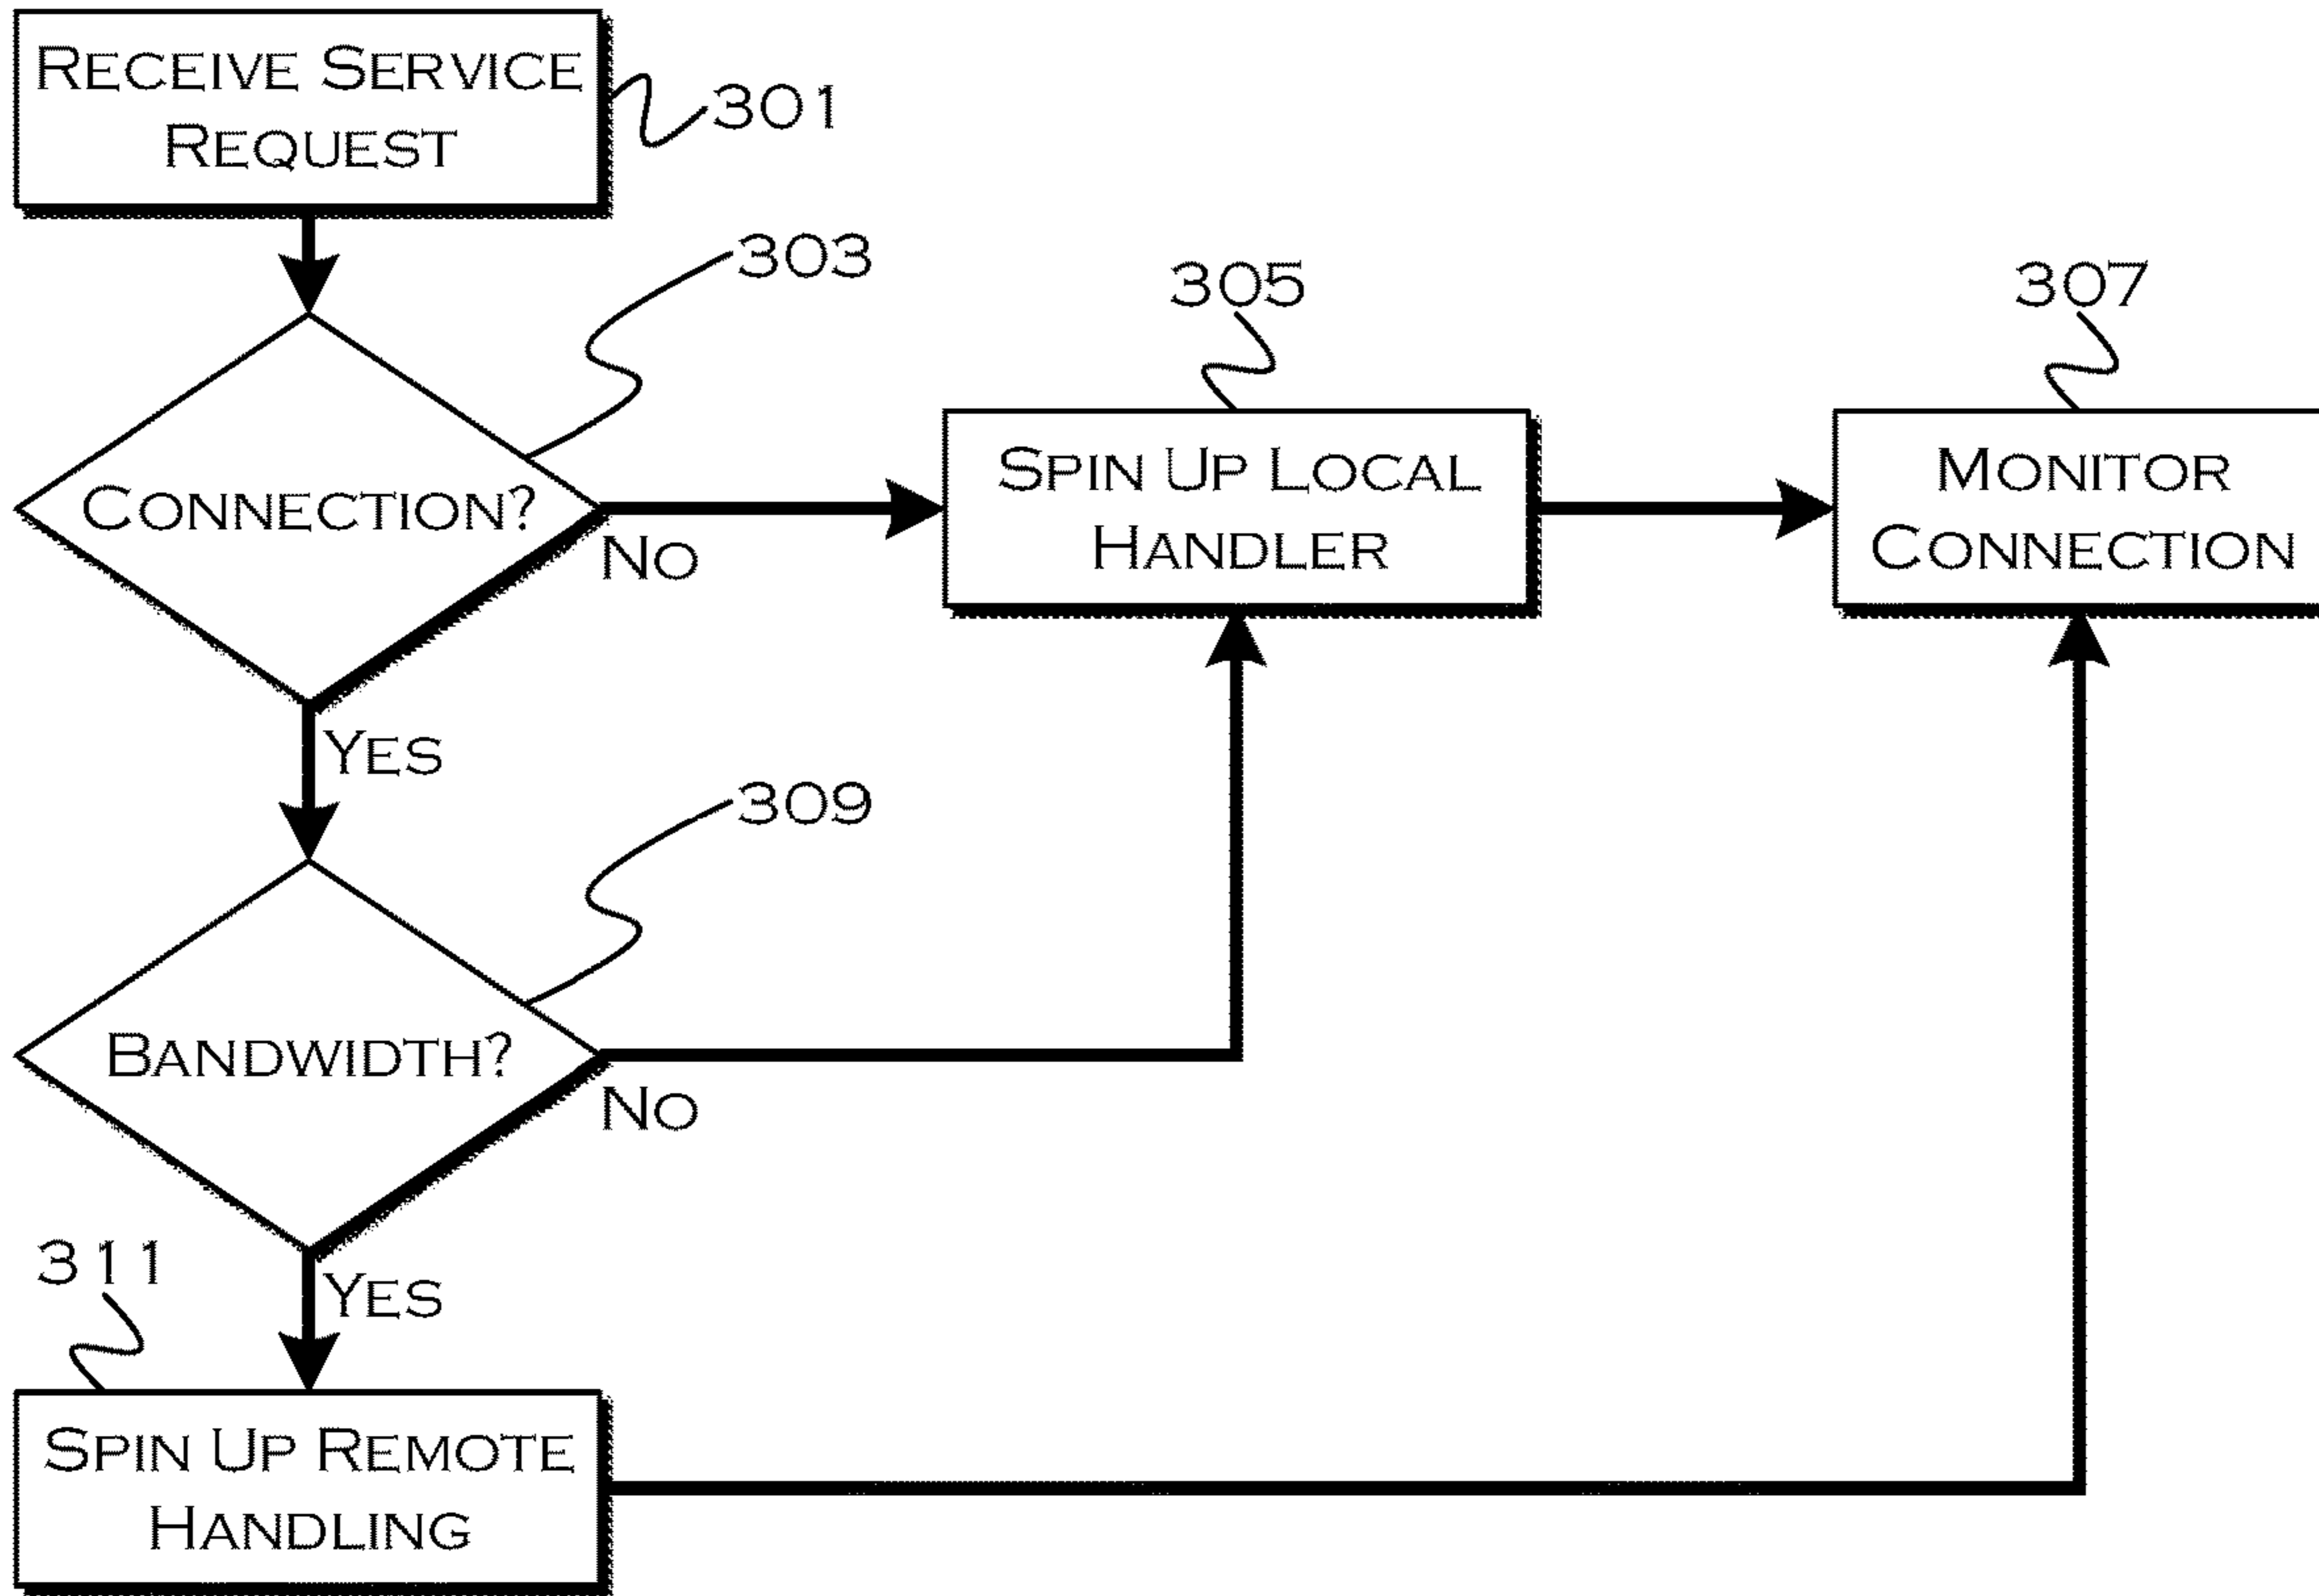 RECEIVE SERVICE
REQUEST
301
303
305
307
CONNECTION?
NO
SPIN UP LOCAL
HANDLER
MONITOR
CONNECTION
YES
309
BANDWIDTH?
NO
311
YES
SPIN UP REMOTE
HANDLING